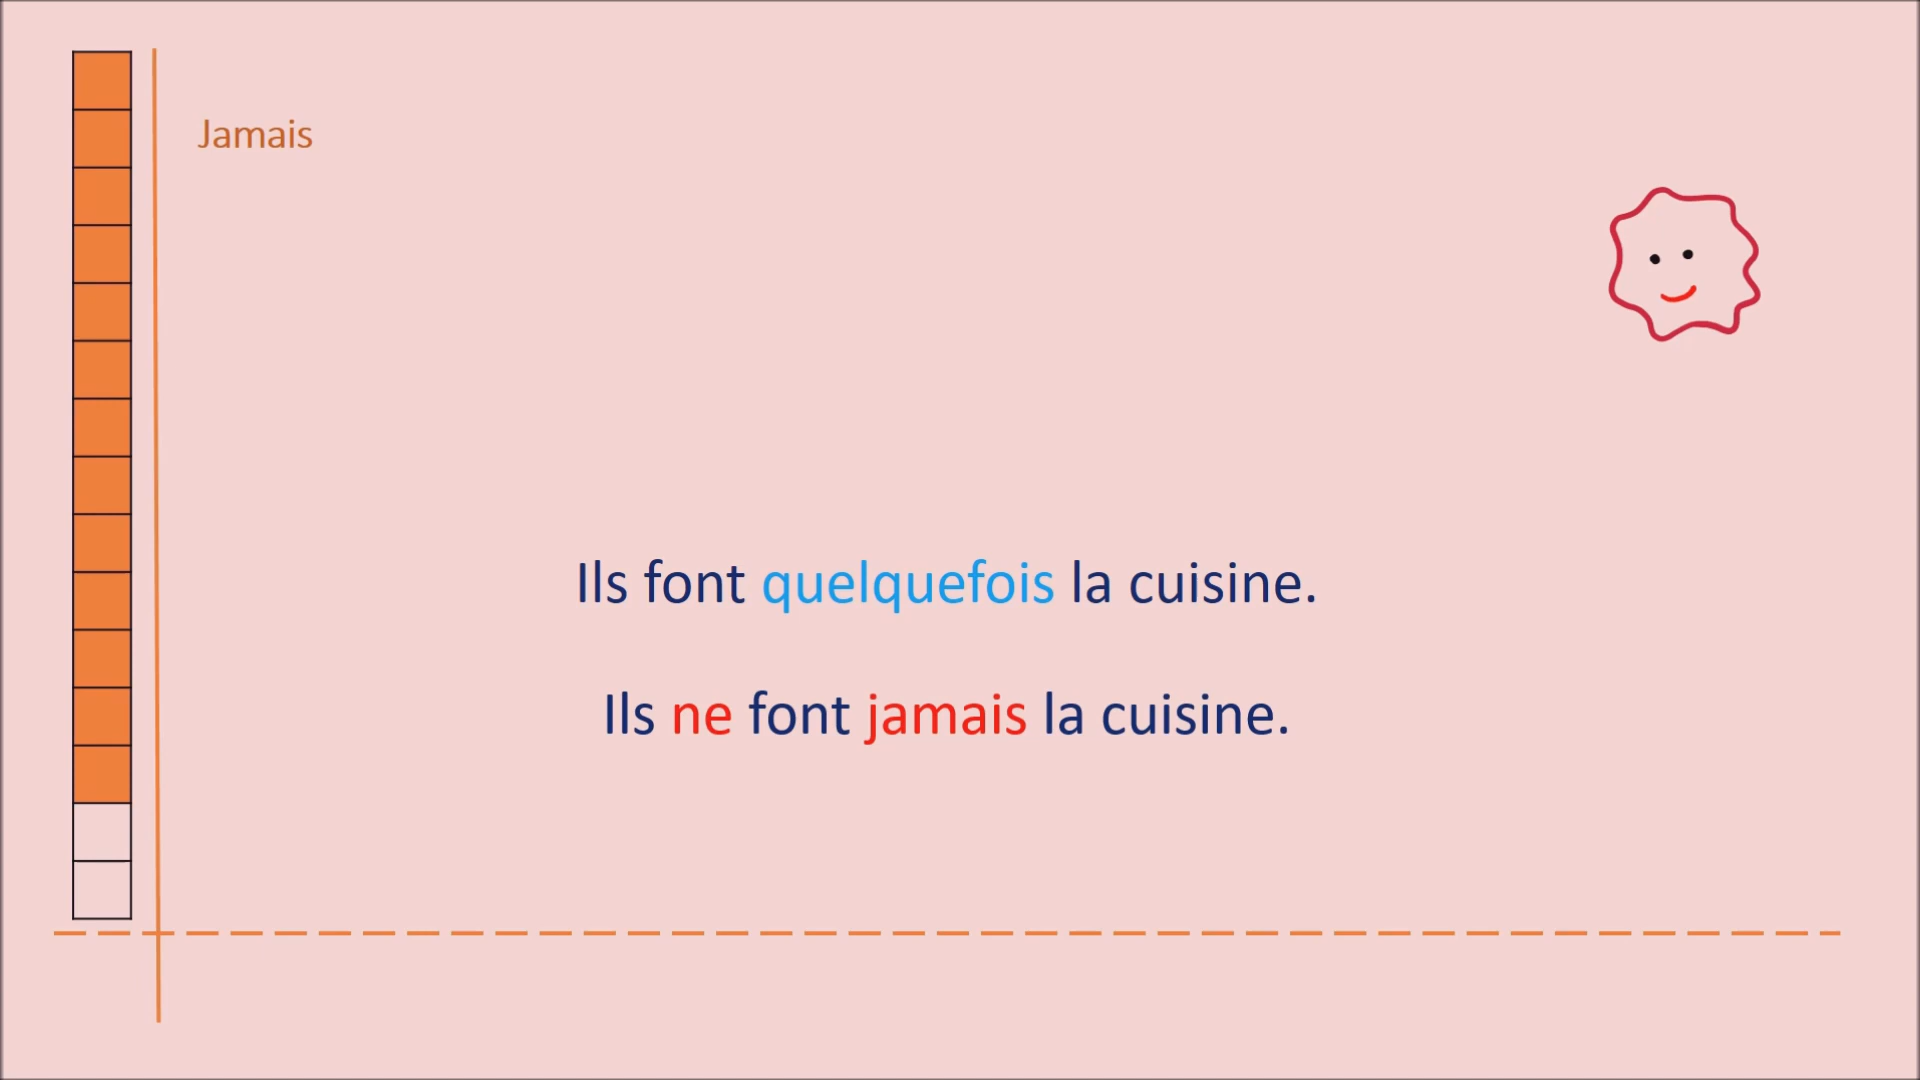 Jamais
Ils font quelquefois la cuisine.
Ils ne font jamais la cuisine.